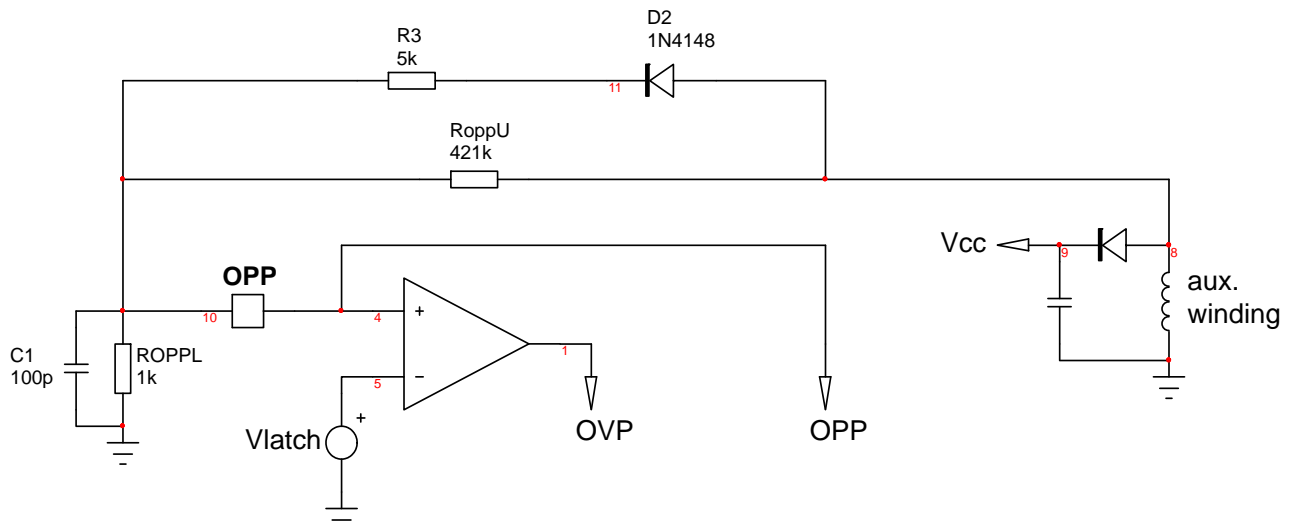 D2
1N4148
R3
5k
11
RoppU
421k
Vcc
9
8
OPP
aux.
winding
10
4
+
C1
100p
ROPPL
1k
1
5
−
+
Vlatch
OVP
OPP